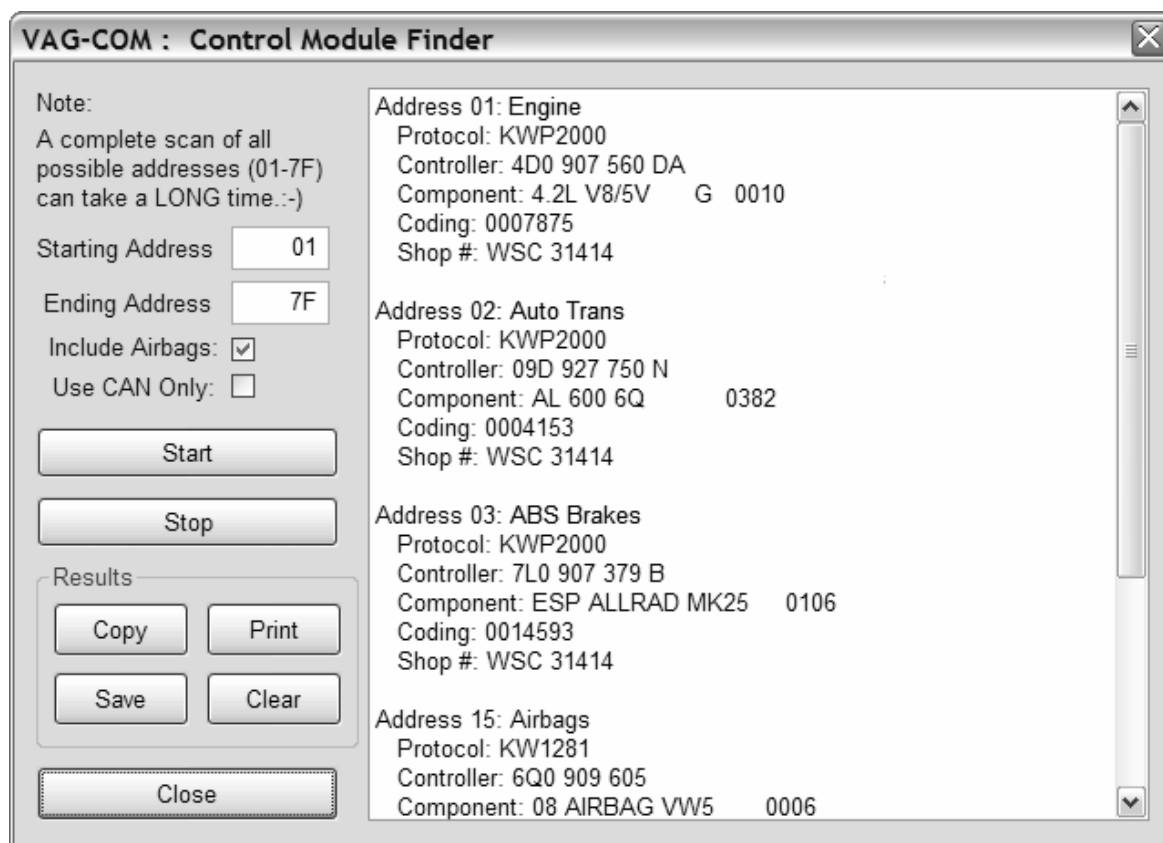 VAG-COM : Control Module Finder
Note:
A complete scan of all
possible addresses (01-7F)
can take a LONG time.:-)
Starting Address 01
Ending Address 7F
Include Airbags:
Use CAN Only:
Start
Stop
Results
Copy Print
Save Clear
Close
Address 01: Engine
Protocol: KWP2000
Controller: 4D0 907 560 DA
Component: 4.2L V8/5V G 0010
Coding: 0007875
Shop #: WSC 31414
Address 02: Auto Trans
Protocol: KWP2000
Controller: 09D 927 750 N
Component: AL 600 6Q 0382
Coding: 0004153
Shop #: WSC 31414
Address 03: ABS Brakes
Protocol: KWP2000
Controller: 7L0 907 379 B
Component: ESP ALLRAD MK25 0106
Coding: 0014593
Shop #: WSC 31414
Address 15: Airbags
Protocol: KW1281
Controller: 6Q0 909 605
Component: 08 AIRBAG VW5 0006